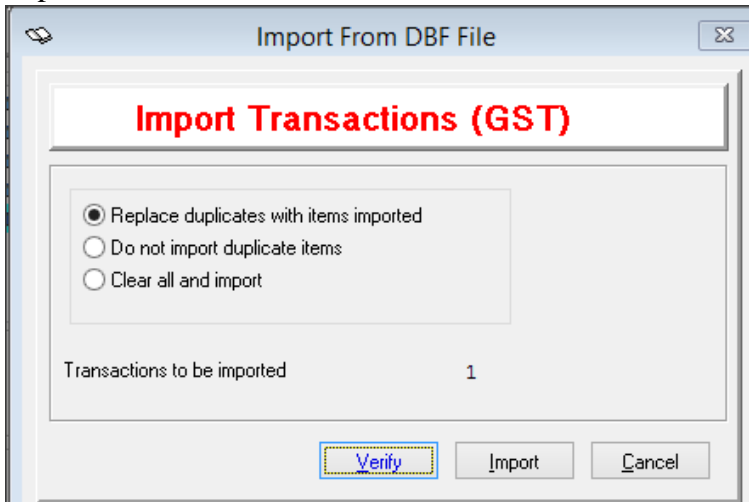 Import From DBF File
Import Transactions (GST)
Replace duplicates with items imported
Do not import duplicate items
Clear all and import
Transactions to be imported 1
Verify Import Cancel